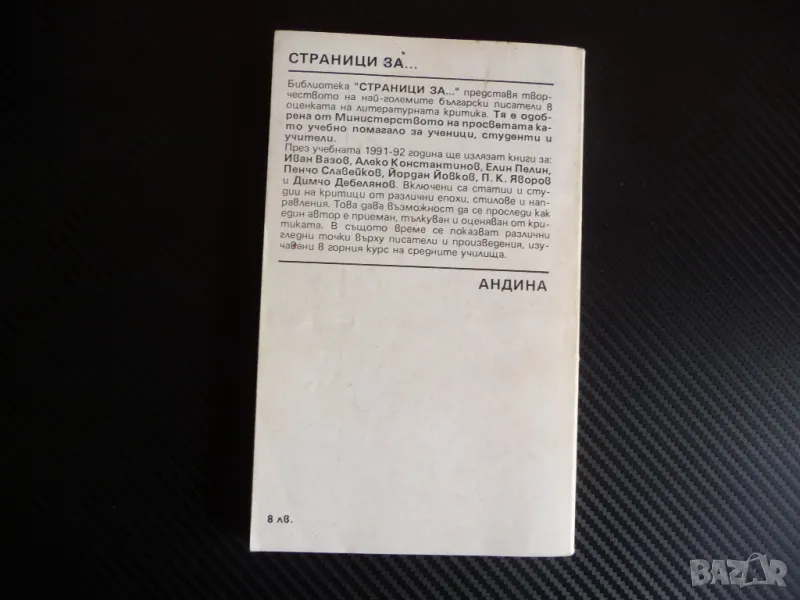 СТРАНИЦИ ЗА...
Библиотека "СТРАНИЦИ ЗА..." представя твор-
чеството на най-големите български писатели в
оценката на литературната критика. Тя е одоб-
рена от Министерството на просветата ка-
то учебно помагало за ученици, студенти и
учители.
През учебната 1991-92 година ще излязат книги за:
Иван Вазов, Алеко Константинов, Елин Пелин,
Пенчо Славейков, Йордан Йовков, П. К. Яворов
и Димчо Дебелянов. Включени са статии и сту-
дии на критици от различни епохи, стилове и нап-
равления. Това дава възможност да се проследи как
един автор е приеман, тълкуван и оценяван от кри-
тиката. В същото време се показват различни
гледни точки върху писатели и произведения, изу-
чавани в горния курс на средните училища.
АНДИНА
8 лв.
BAZAR